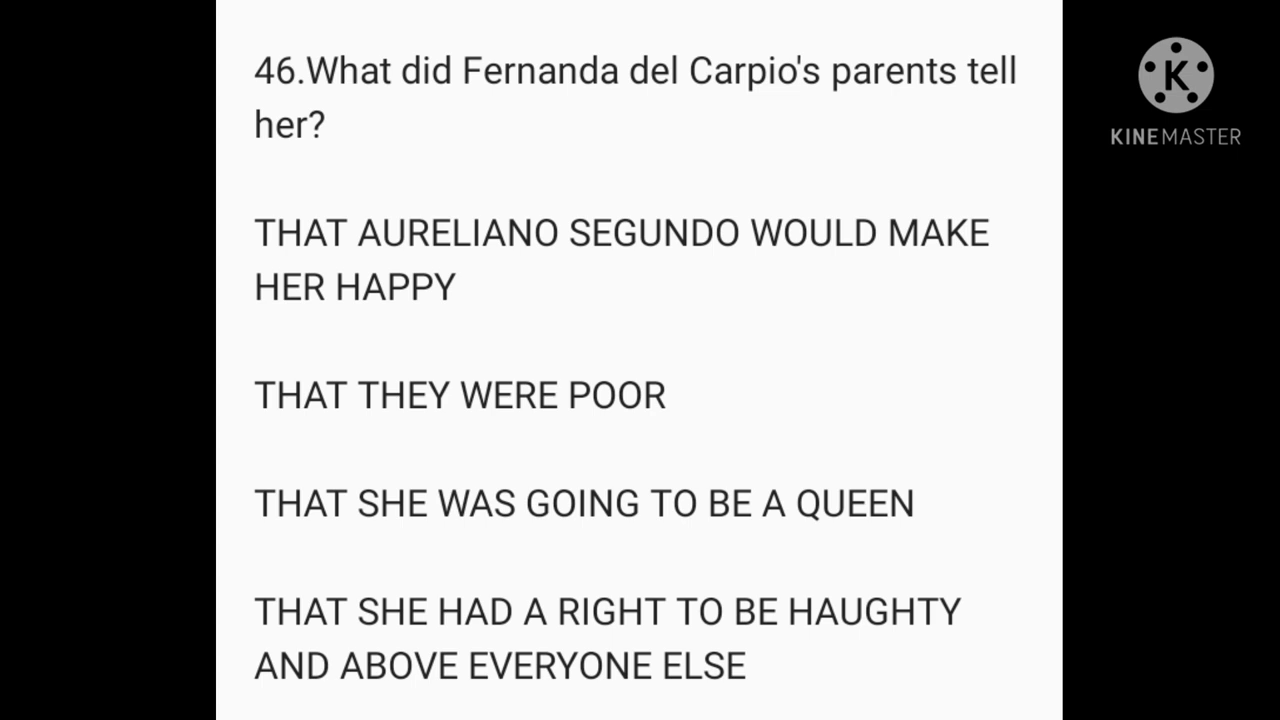 46.What did Fernanda del Carpio's parents tell
her?
THAT AURELIANO SEGUNDO WOULD MAKE
HER HAPPY
THAT THEY WERE POOR
THAT SHE WAS GOING TO BE A QUEEN
THAT SHE HAD A RIGHT TO BE HAUGHTY
AND ABOVE EVERYONE ELSE
K
KINEMASTER